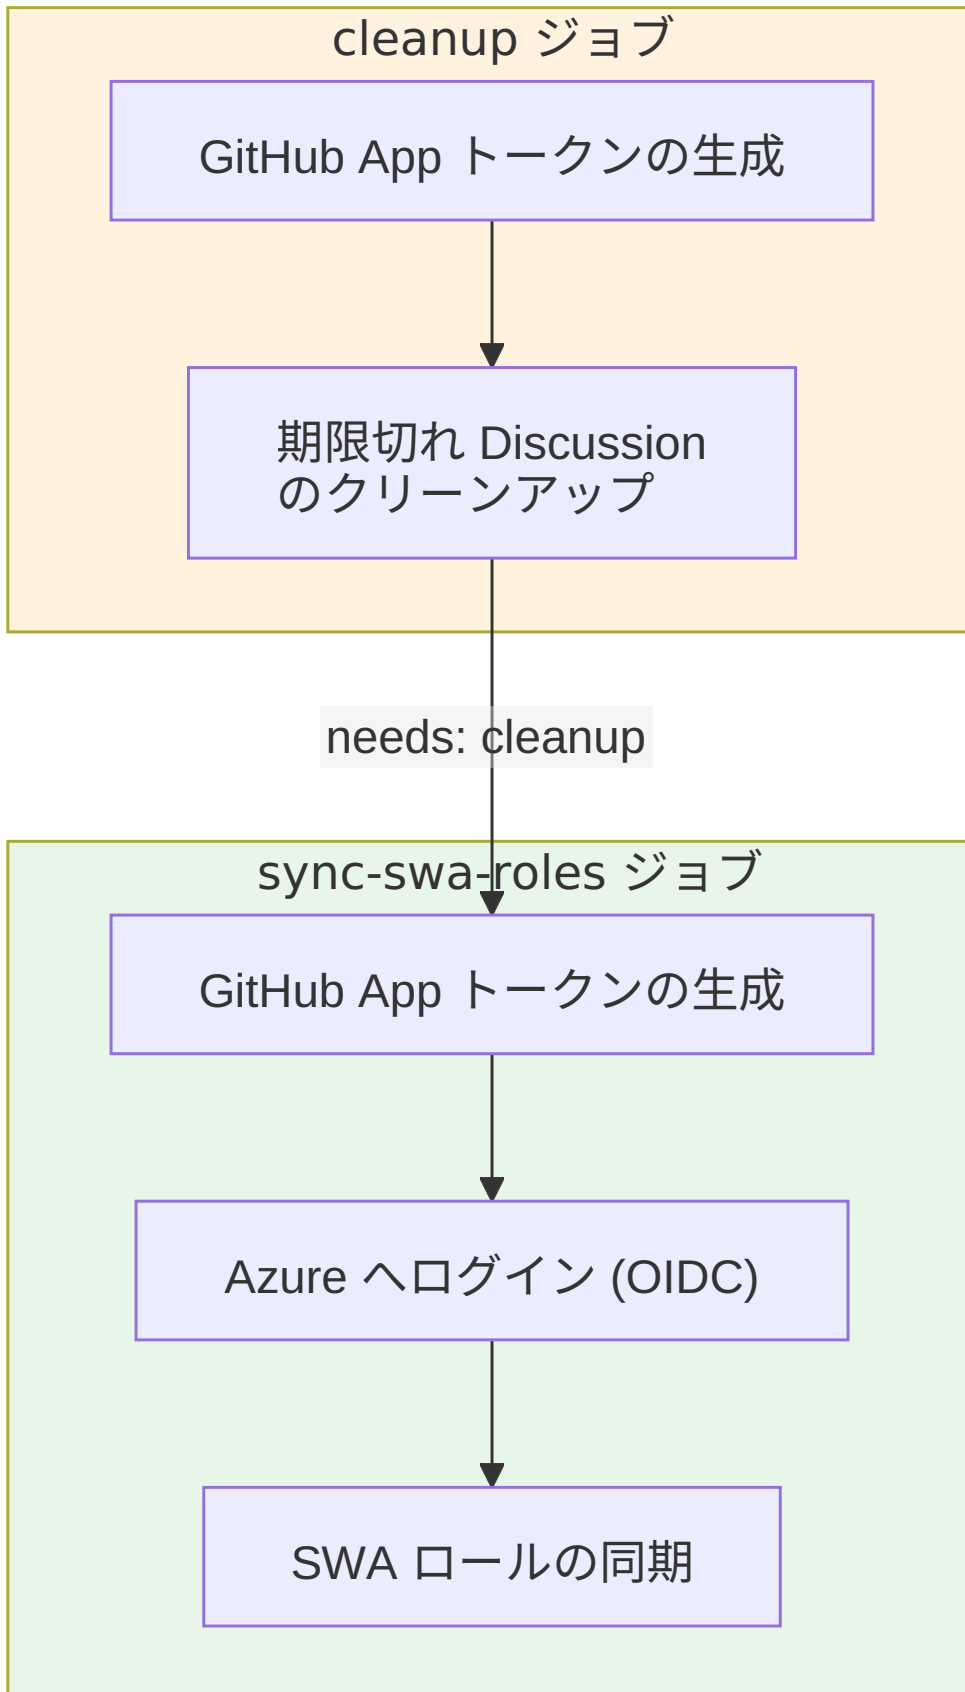 cleanup ジョブ
GitHub App トークンの生成
期限切れ Discussion
のクリーンアップ
needs: cleanup
sync-swa-roles ジョブ
GitHub App トークンの生成
Azure へログイン (OIDC)
SWA ロールの同期